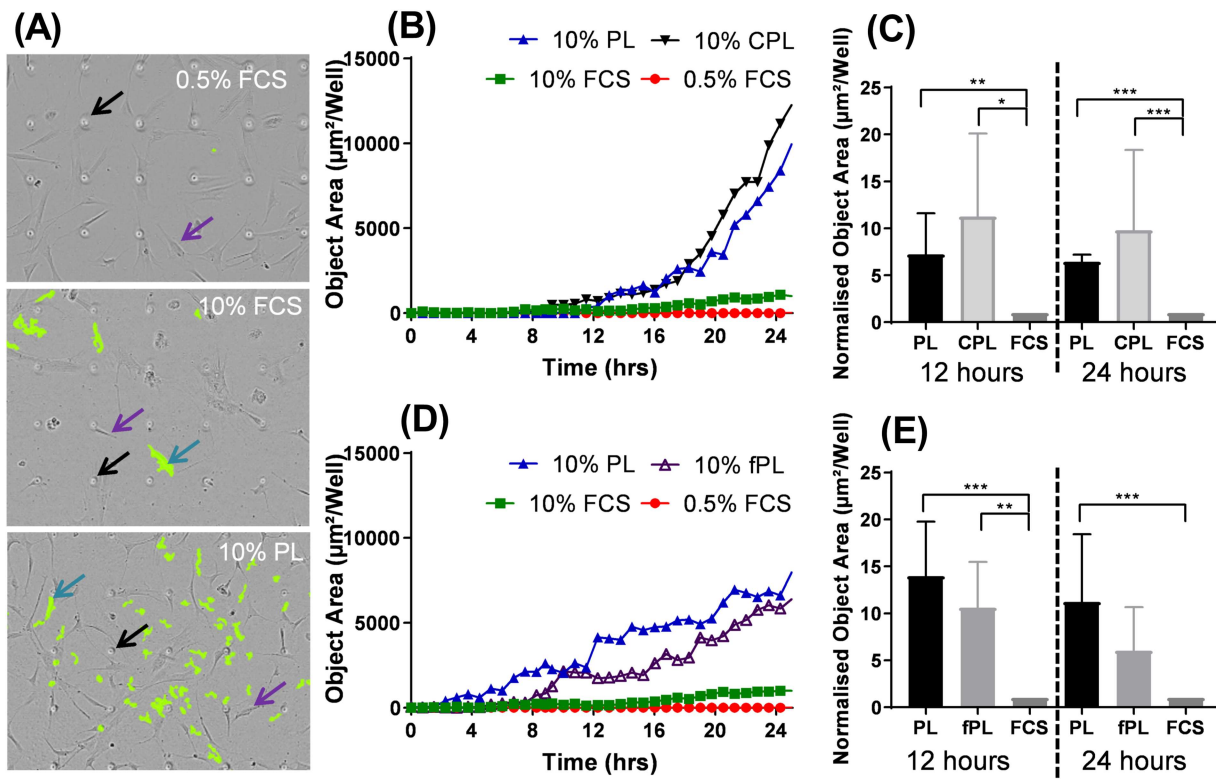 (A)
0.5% FCS
10% FCS
10% PL
(B)
10% PL
10% CPL
10% FCS
0.5% FCS
Object Area (µm²/Well)
15000
10000
5000
0
0 4 8 12 16 20 24
Time (hrs)
(C)
Normalised Object Area (µm²/Well)
25
20
15
10
5
0
** 
*
***
***
PL CPL FCS PL CPL FCS
12 hours 24 hours
(D)
10% PL
10% fPL
10% FCS
0.5% FCS
Object Area (µm²/Well)
15000
10000
5000
0
0 4 8 12 16 20 24
Time (hrs)
(E)
Normalised Object Area (µm²/Well)
25
20
15
10
5
0
***
**
***
PL fPL FCS PL fPL FCS
12 hours 24 hours